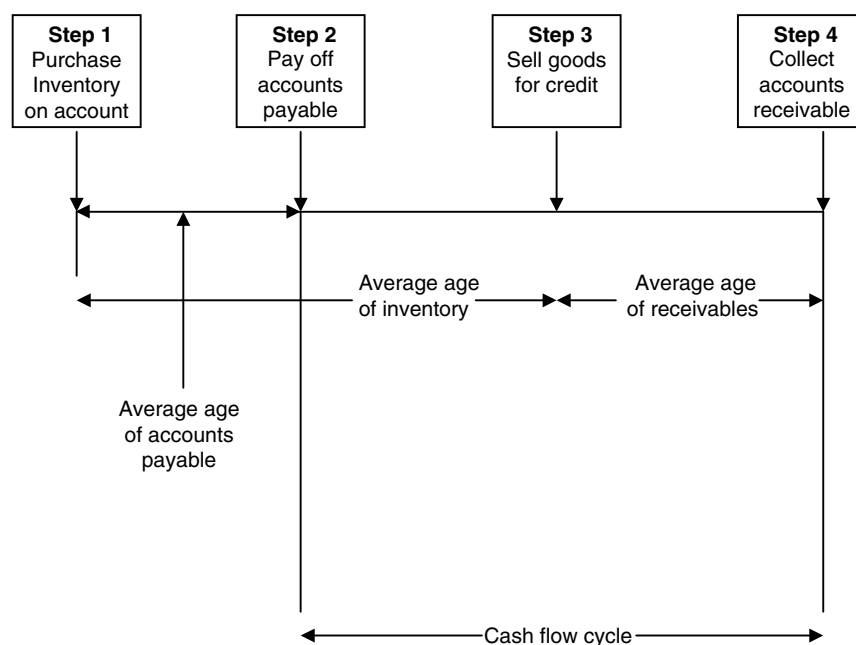 Step 1
Purchase
Inventory
on account
Step 2
Pay off
accounts
payable
Step 3
Sell goods
for credit
Step 4
Collect
accounts
receivable
Average age
of inventory
Average age
of receivables
Average age
of accounts
payable
Cash flow cycle